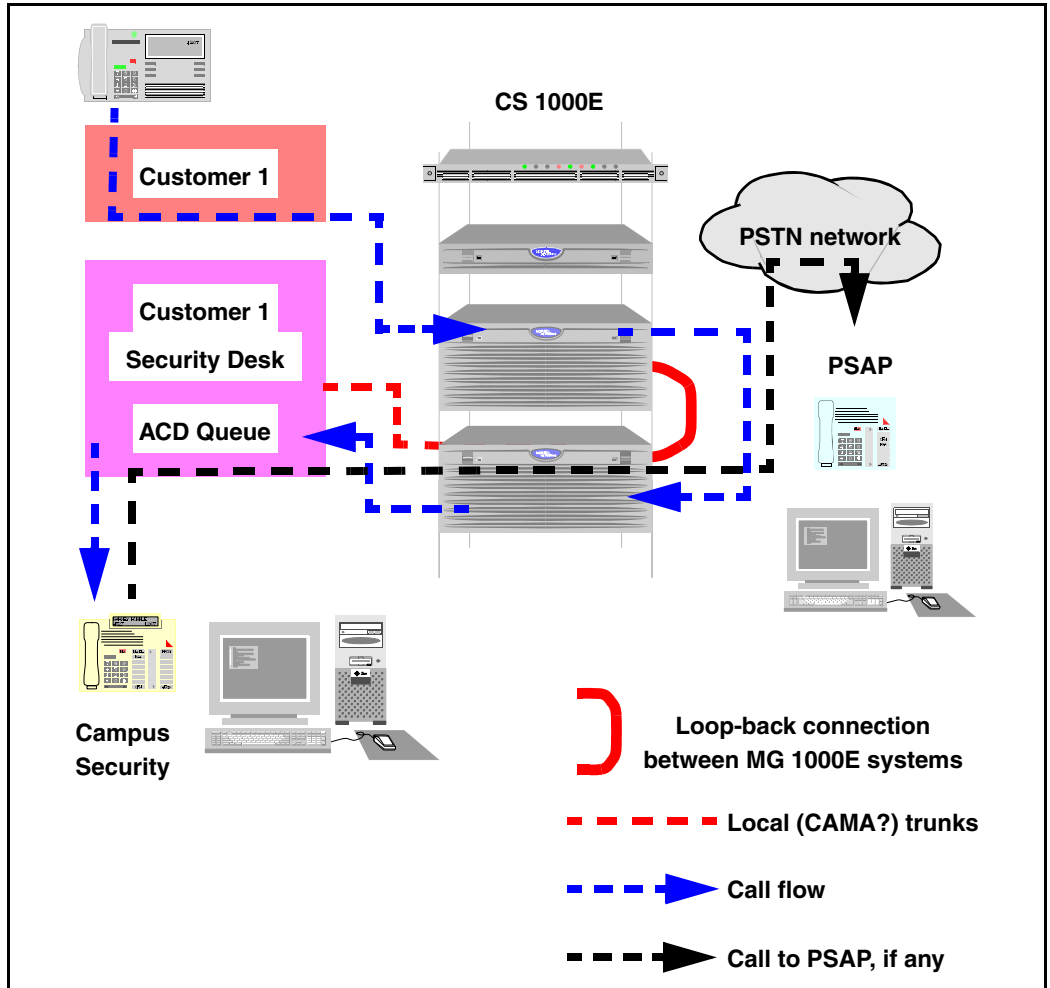 CS 1000E
Customer 1
PSTN network
Customer 1
Security Desk
PSAP
ACD Queue
Campus
Security
Loop-back connection
between MG 1000E systems
Local (CAMA?) trunks
Call flow
Call to PSAP, if any